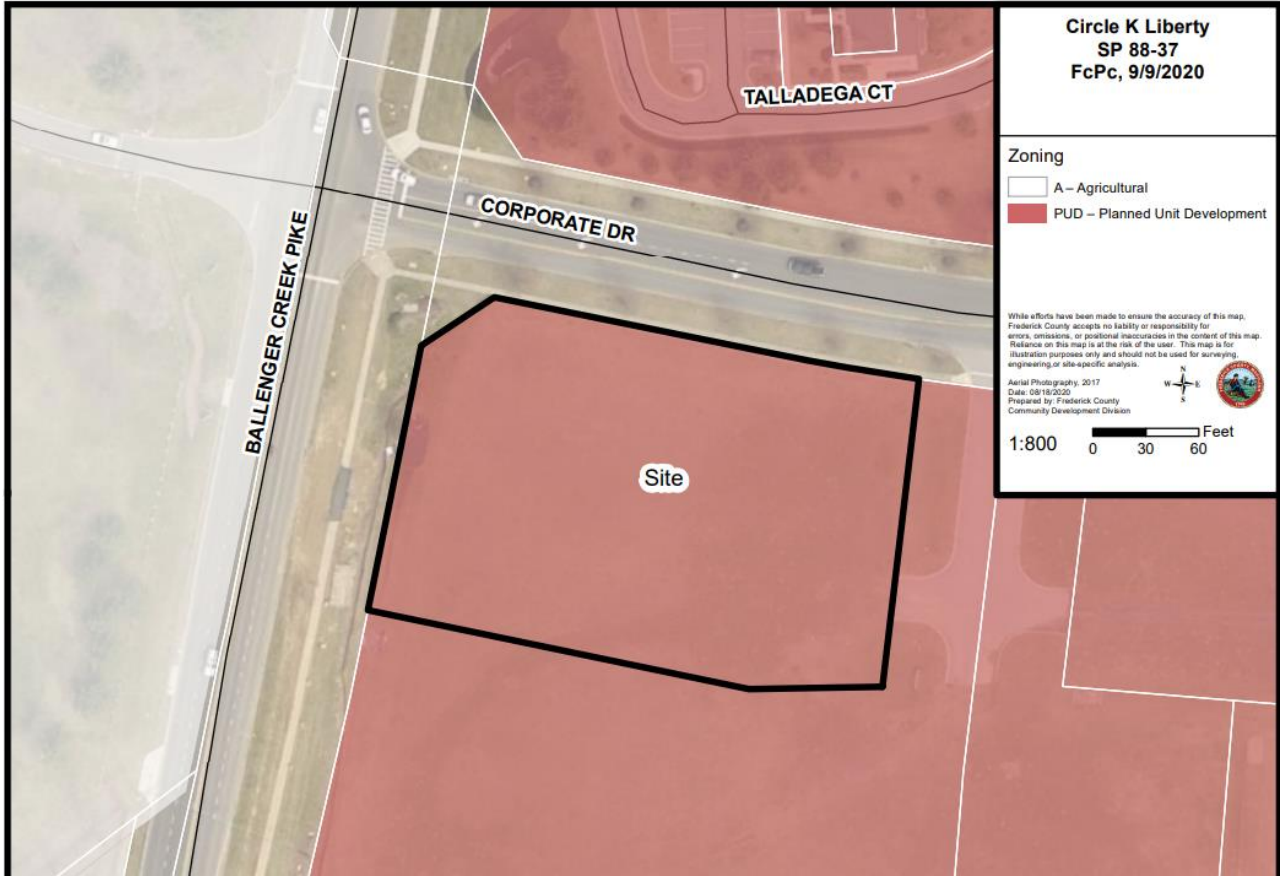 Circle K Liberty
SP 88-37
FcPc, 9/9/2020
Zoning
A – Agricultural
PUD – Planned Unit Development
While efforts have been made to ensure the accuracy of this map,
Frederick County accepts no liability or responsibility for
errors, omissions, or positional inaccuracies in the content of this map.
Reliance on this map is at the risk of the user. This map is for
illustration purposes only and should not be used for surveying,
engineering, or site-specific analysis.
Aerial Photography, 2017
Date: 08/18/2020
Prepared by: Frederick County
Community Development Division
N
W E
S
1:800
Feet
0 30 60
TALLADEGA CT
CORPORATE DR
BALLENGER CREEK PIKE
Site